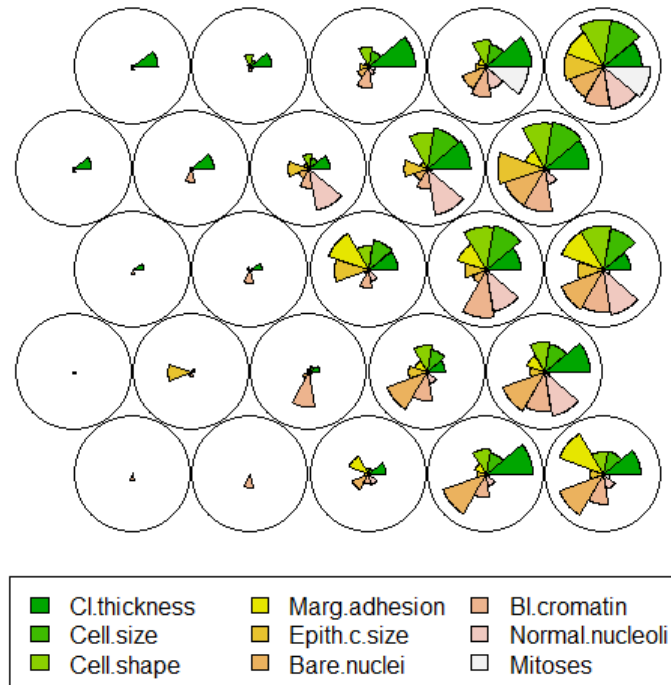 Cl.thickness Marg.adhesion Bl.cromatin
Cell.size Epith.c.size Normal.nucleoli
Cell.shape Bare.nuclei Mitoses